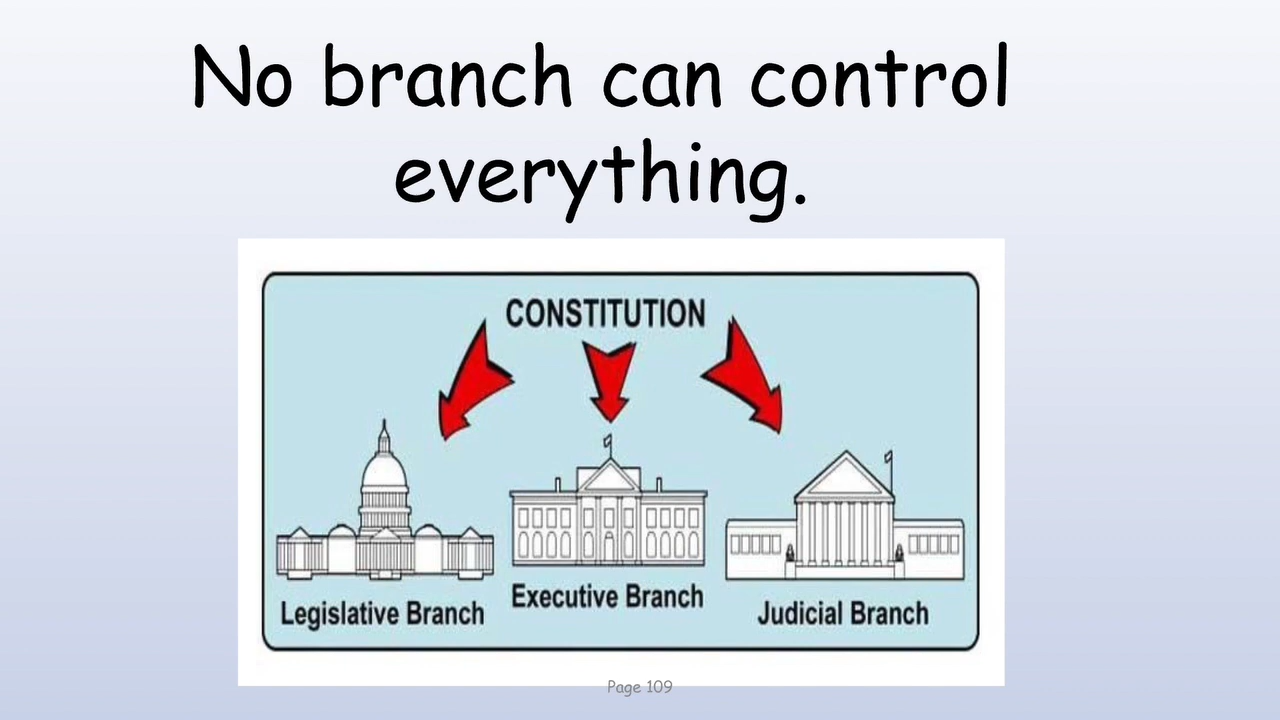 No branch can control
everything.
CONSTITUTION
Legislative Branch
Executive Branch
Judicial Branch
Page 109